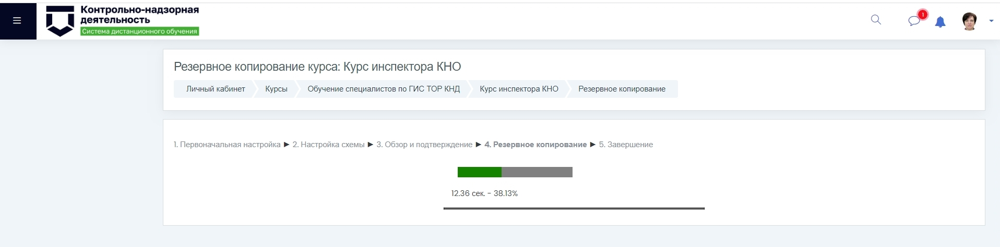 Контрольно-надзорная
деятельность
Система дистанционного обучения
1
Резервное копирование курса: Курс инспектора КНО
Личный кабинет Курсы Обучение специалистов по ГИС ТОР КНД Курс инспектора КНО Резервное копирование
1. Первоначальная настройка ► 2. Настройка схемы ► 3. Обзор и подтверждение ► 4. Резервное копирование ► 5. Завершение
12.36 сек. - 38.13%